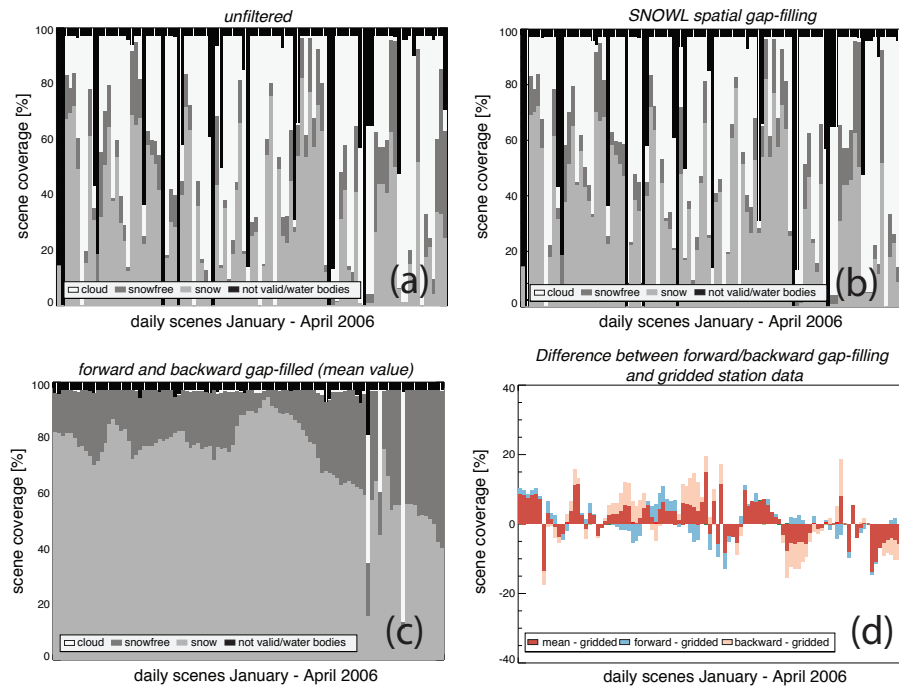 unfiltered
100
80
60
40
20
0
scene coverage [%]
cloud snowfree snow not valid/water bodies
(a)
daily scenes January - April 2006
SNOWL spatial gap-filling
100
80
60
40
20
0
scene coverage [%]
cloud snowfree snow not valid/water bodies
(b)
daily scenes January - April 2006
forward and backward gap-filled (mean value)
100
80
60
40
20
0
scene coverage [%]
cloud snowfree snow not valid/water bodies
(c)
daily scenes January - April 2006
Difference between forward/backward gap-filling
and gridded station data
40
20
0
-20
-40
scene coverage [%]
mean - gridded forward - gridded backward - gridded
(d)
daily scenes January - April 2006